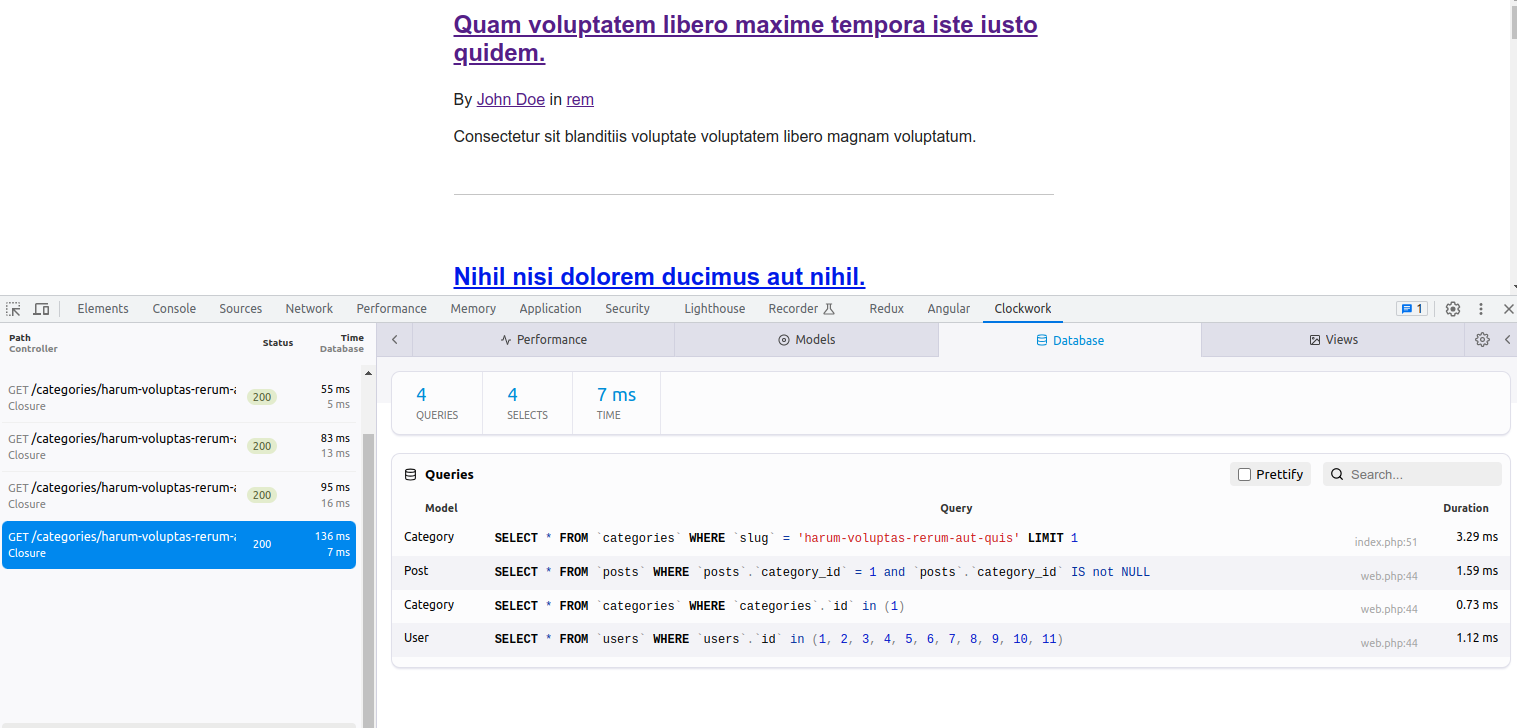 Quam voluptatem libero maxime tempora iste iusto
quidem.
By John Doe in rem
Consectetur sit blanditiis voluptate voluptatem libero magnam voluptatum.
Nihil nisi dolorem ducimus aut nihil.
Elements Console Sources Network Performance Memory Application Security Lighthouse Recorder Redux Angular Clockwork 1
Path Status Time
Controller Database
Performance Models Database Views
GET /categories/harum-voluptas-rerum-a 200 55 ms
Closure 5 ms
GET /categories/harum-voluptas-rerum-a 200 83 ms
Closure 13 ms
GET /categories/harum-voluptas-rerum-a 200 95 ms
Closure 16 ms
GET /categories/harum-voluptas-rerum-a 200 136 ms
Closure 7 ms
4 4 7 ms
QUERIES SELECTS TIME
Queries Prettify Search...
Model Query Duration
Category SELECT * FROM `categories` WHERE `slug` = 'harum-voluptas-rerum-aut-quis' LIMIT 1 index.php:51 3.29 ms
Post SELECT * FROM `posts` WHERE `posts`.`category_id` = 1 and `posts`.`category_id` IS not NULL web.php:44 1.59 ms
Category SELECT * FROM `categories` WHERE `categories`.`id` in (1) web.php:44 0.73 ms
User SELECT * FROM `users` WHERE `users`.`id` in (1, 2, 3, 4, 5, 6, 7, 8, 9, 10, 11) web.php:44 1.12 ms